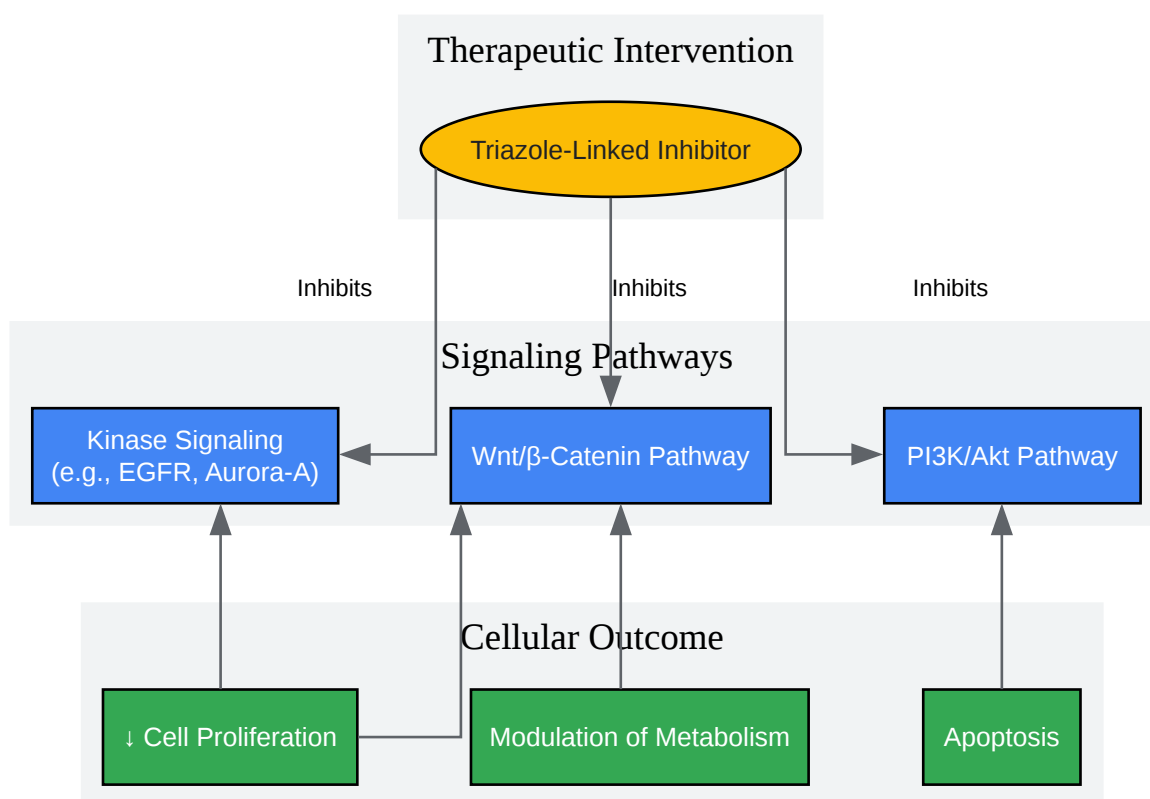 Therapeutic Intervention
Triazole-Linked Inhibitor
Inhibits
Inhibits
Inhibits
Signaling Pathways
Kinase Signaling
(e.g., EGFR, Aurora-A)
Wnt/β-Catenin Pathway
PI3K/Akt Pathway
Cellular Outcome
↓ Cell Proliferation
Modulation of Metabolism
Apoptosis